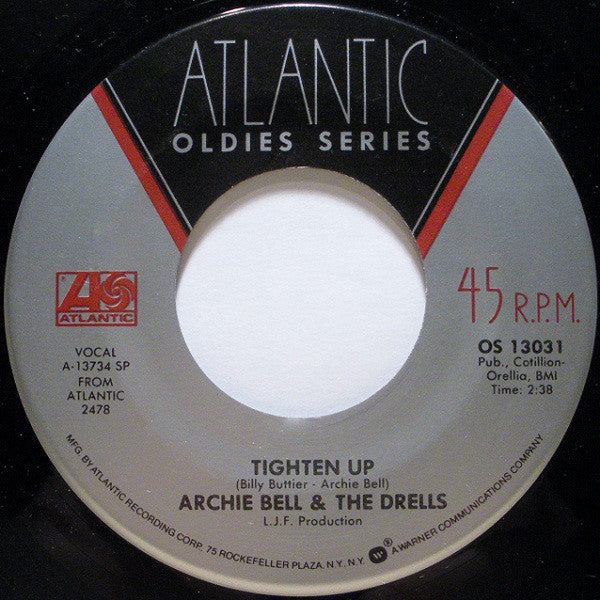 ATLANTIC
OLDIES SERIES
ATLANTIC
VOCAL
A-13734 SP
FROM
ATLANTIC
2478
45 R.P.M.
OS 13031
Pub., Cotillion-
Orellia, BMI
Time: 2:38
TIGHTEN UP
(Billy Buttier - Archie Bell)
ARCHIE BELL & THE DRELLS
L.J.F. Production
MFG. BY ATLANTIC RECORDING CORP. 75 ROCKEFELLER PLAZA, N.Y. N.Y. ® A WARNER COMMUNICATIONS COMPANY